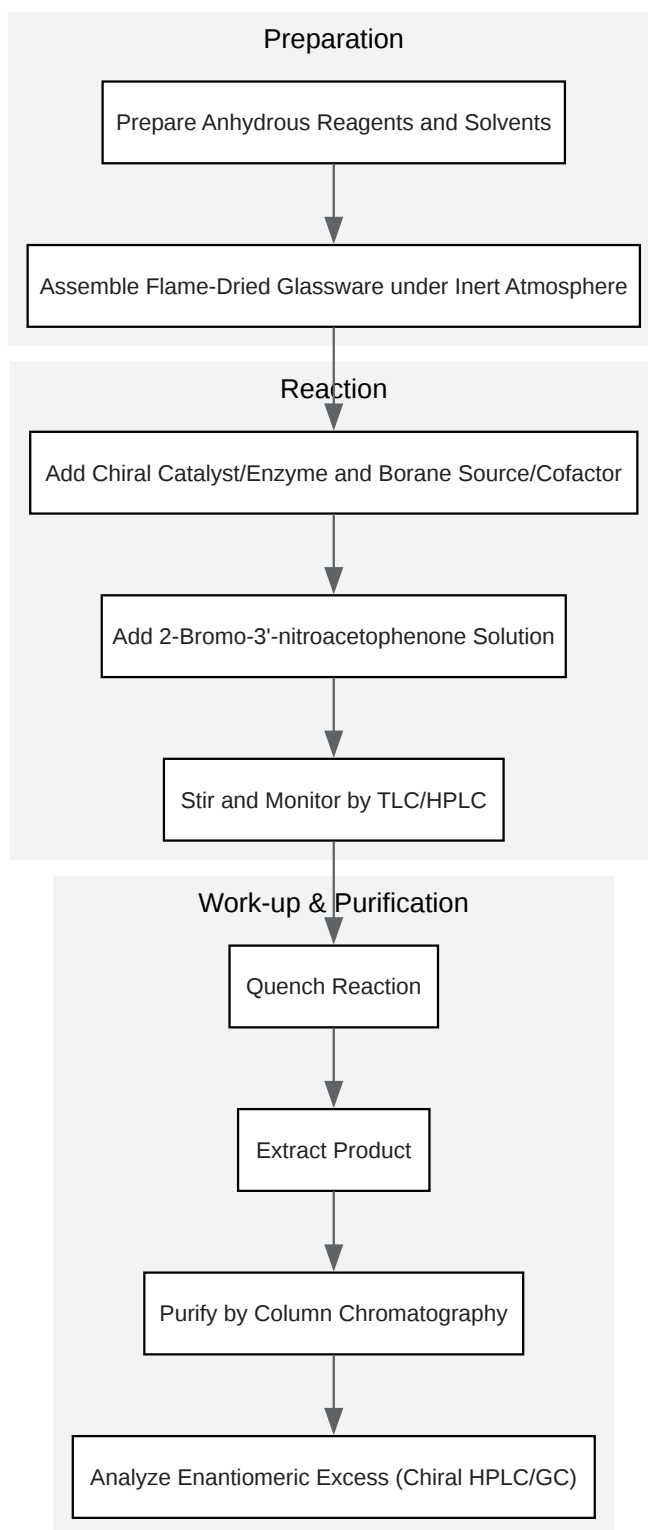 Preparation
Prepare Anhydrous Reagents and Solvents
Assemble Flame-Dried Glassware under Inert Atmosphere
Reaction
Add Chiral Catalyst/Enzyme and Borane Source/Cofactor
Add 2-Bromo-3'-nitroacetophenone Solution
Stir and Monitor by TLC/HPLC
Work-up & Purification
Quench Reaction
Extract Product
Purify by Column Chromatography
Analyze Enantiomeric Excess (Chiral HPLC/GC)